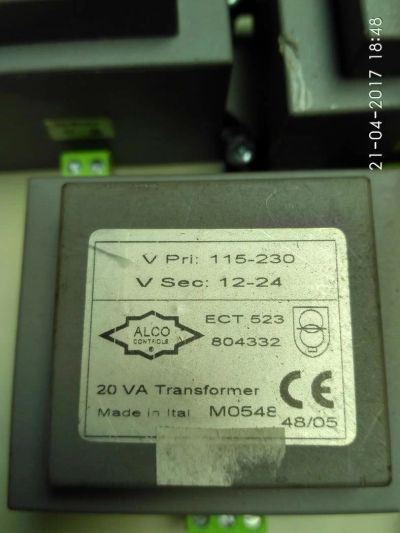 21-04-2017 18:48
V Pri: 115-230
V Sec: 12-24
ALCO
CONTROLS
®
ECT 523
804332
20 VA Transformer
CE
Made in Ital M0548
48/05